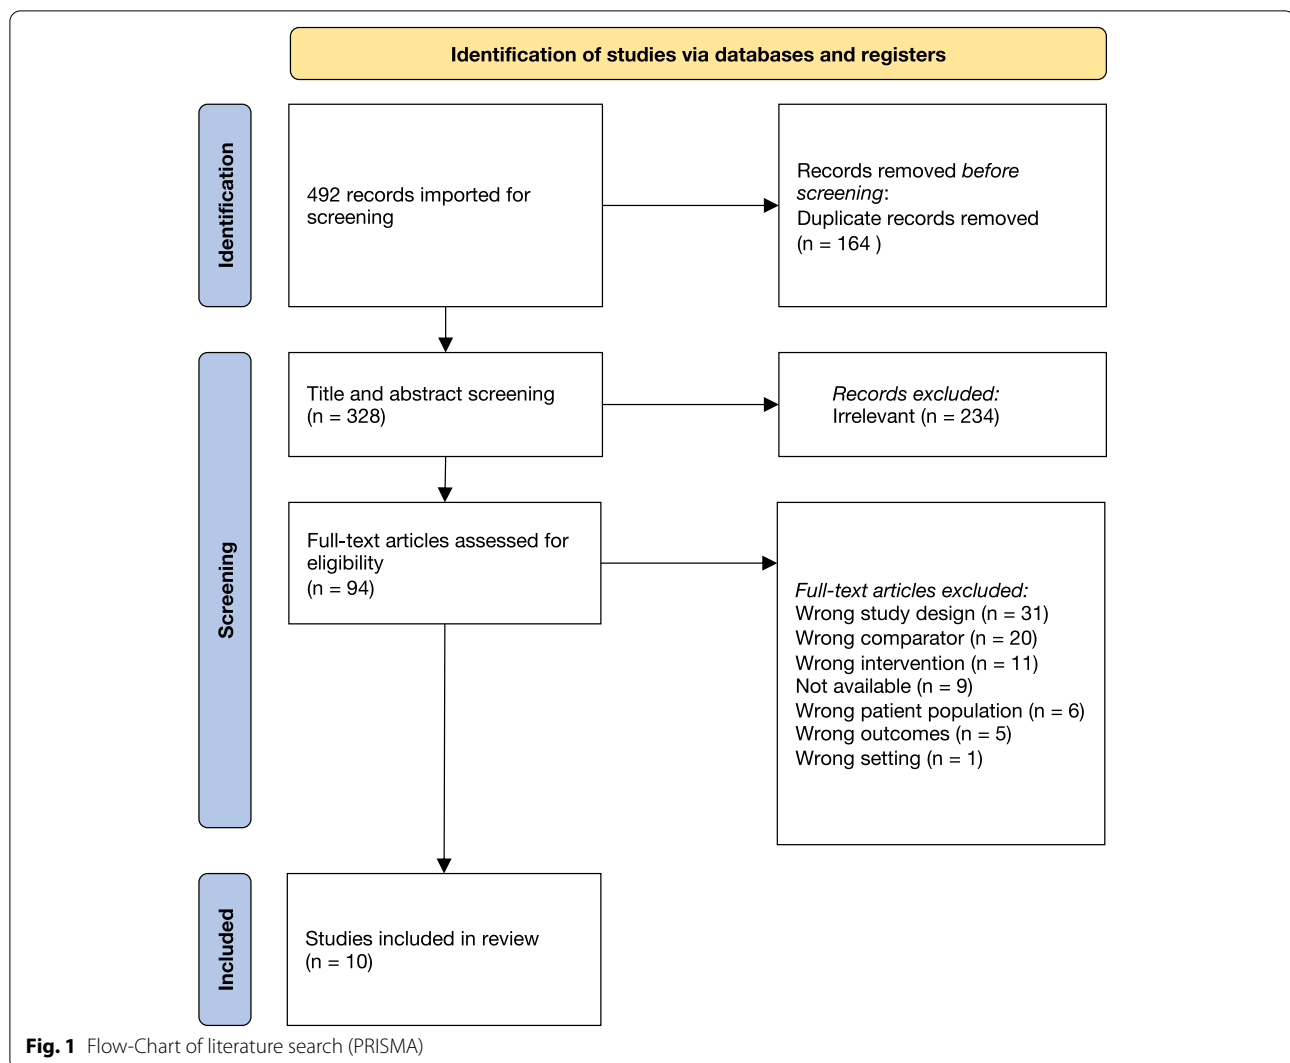 Identification of studies via databases and registers
Identification
492 records imported for
screening
Records removed before
screening:
Duplicate records removed
(n = 164 )
Screening
Title and abstract screening
(n = 328)
Records excluded:
Irrelevant (n = 234)
Full-text articles assessed for
eligibility
(n = 94)
Full-text articles excluded:
Wrong study design (n = 31)
Wrong comparator (n = 20)
Wrong intervention (n = 11)
Not available (n = 9)
Wrong patient population (n = 6)
Wrong outcomes (n = 5)
Wrong setting (n = 1)
Included
Studies included in review
(n = 10)
Fig. 1 Flow-Chart of literature search (PRISMA)